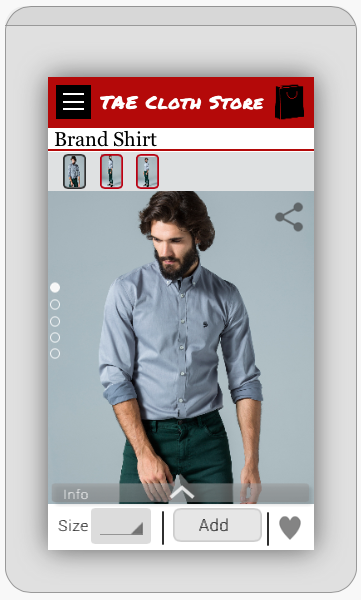 TAE Cloth Store
Brand Shirt
Info
Size
Add